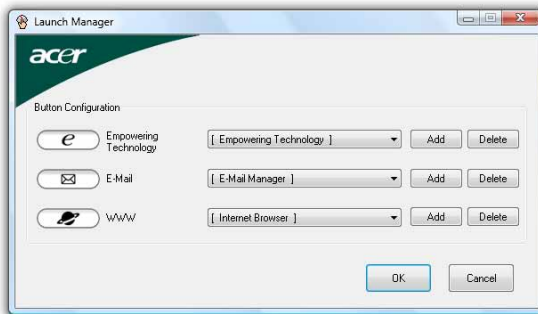 Launch Manager
acer
Button Configuration
e
Empowering
Technology
[ Empowering Technology ]
Add
Delete
E-Mail
[ E-Mail Manager ]
Add
Delete
WWW
[ Internet Browser ]
Add
Delete
OK
Cancel